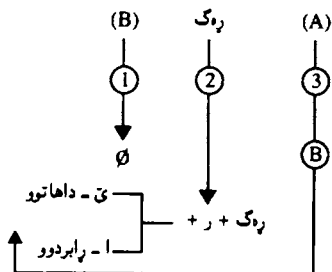 (A) ڕەگ (B)
1 2 3
B
Ø
ێ - داهاتوو
ڕەگ + ر +
ا - ڕابردوو